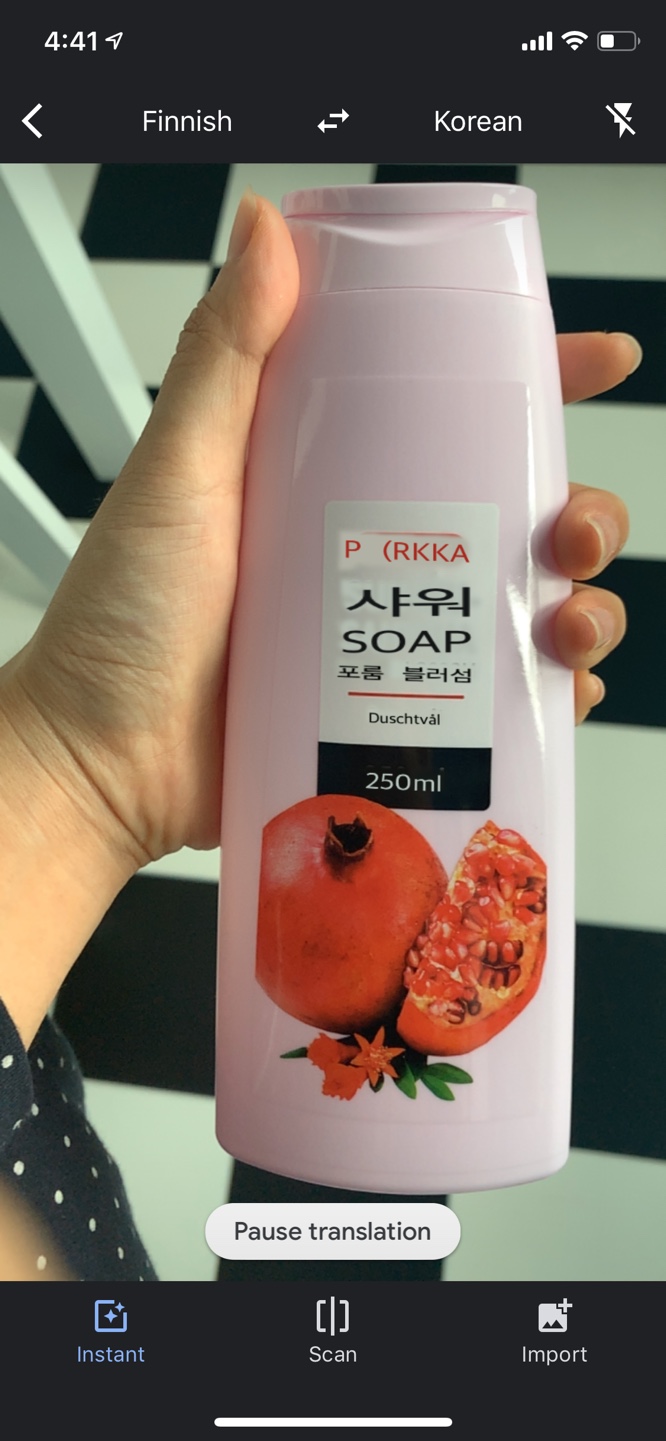 4:41
Finnish
Korean
P (RKKA
샤워
SOAP
포룸 블러섬
Duschtvål
250ml
Pause translation
Instant
Scan
Import